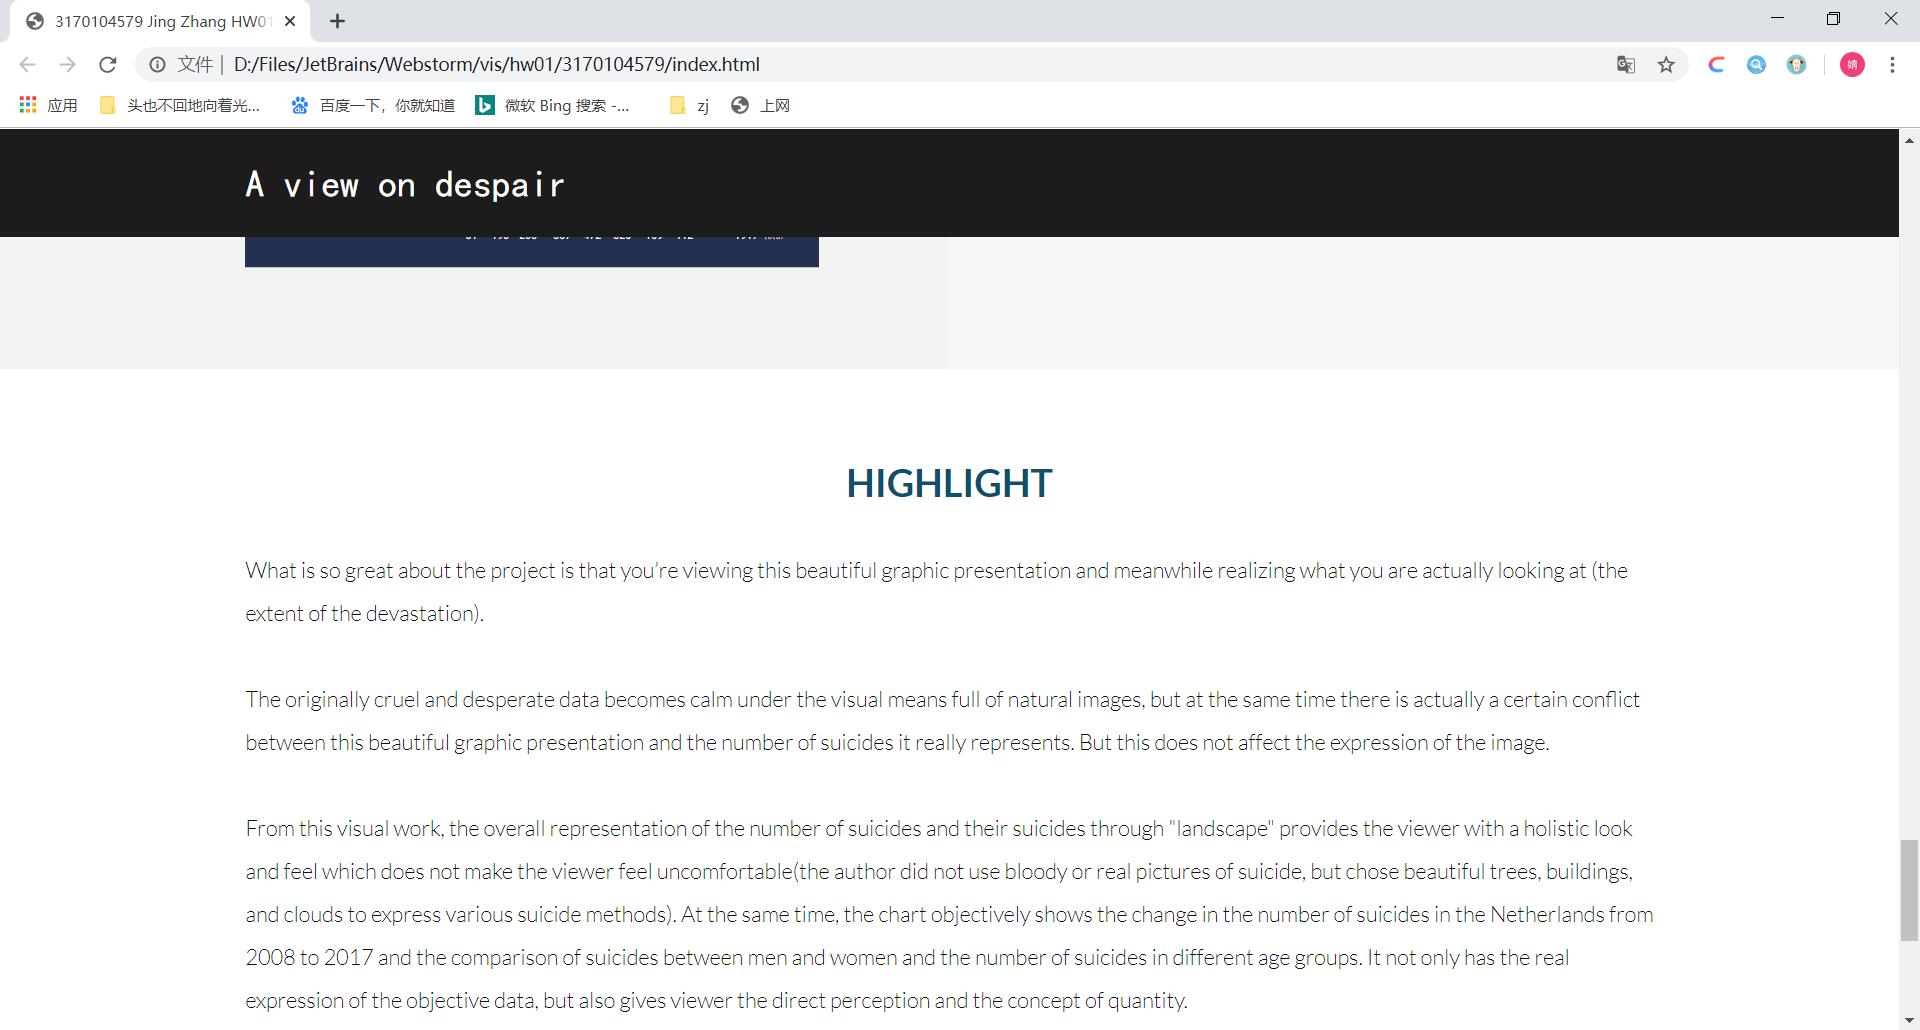 3170104579 Jing Zhang HW01
文件 | D:/Files/JetBrains/Webstorm/vis/hw01/3170104579/index.html
婧
应用 头也不回地向着光... 百度一下，你就知道 微软 Bing 搜索 -... zj 上网
A view on despair
HIGHLIGHT
What is so great about the project is that you’re viewing this beautiful graphic presentation and meanwhile realizing what you are actually looking at (the
extent of the devastation).
The originally cruel and desperate data becomes calm under the visual means full of natural images, but at the same time there is actually a certain conflict
between this beautiful graphic presentation and the number of suicides it really represents. But this does not affect the expression of the image.
From this visual work, the overall representation of the number of suicides and their suicides through "landscape" provides the viewer with a holistic look
and feel which does not make the viewer feel uncomfortable(the author did not use bloody or real pictures of suicide, but chose beautiful trees, buildings,
and clouds to express various suicide methods). At the same time, the chart objectively shows the change in the number of suicides in the Netherlands from
2008 to 2017 and the comparison of suicides between men and women and the number of suicides in different age groups. It not only has the real
expression of the objective data, but also gives viewer the direct perception and the concept of quantity.